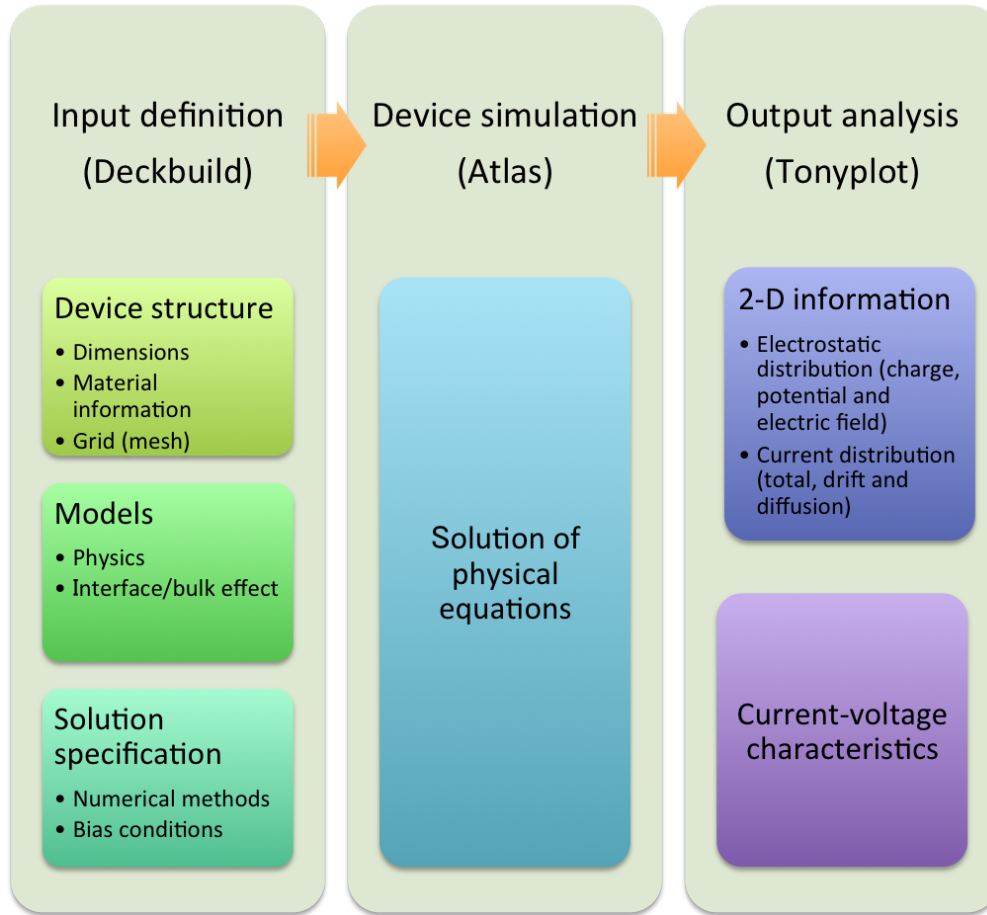 Input definition
(Deckbuild)
Device structure
• Dimensions
• Material
information
• Grid (mesh)
Models
• Physics
• Interface/bulk effect
Solution
specification
• Numerical methods
• Bias conditions
Device simulation
(Atlas)
Solution of
physical
equations
Output analysis
(Tonyplot)
2-D information
• Electrostatic
distribution (charge,
potential and
electric field)
• Current distribution
(total, drift and
diffusion)
Current-voltage
characteristics